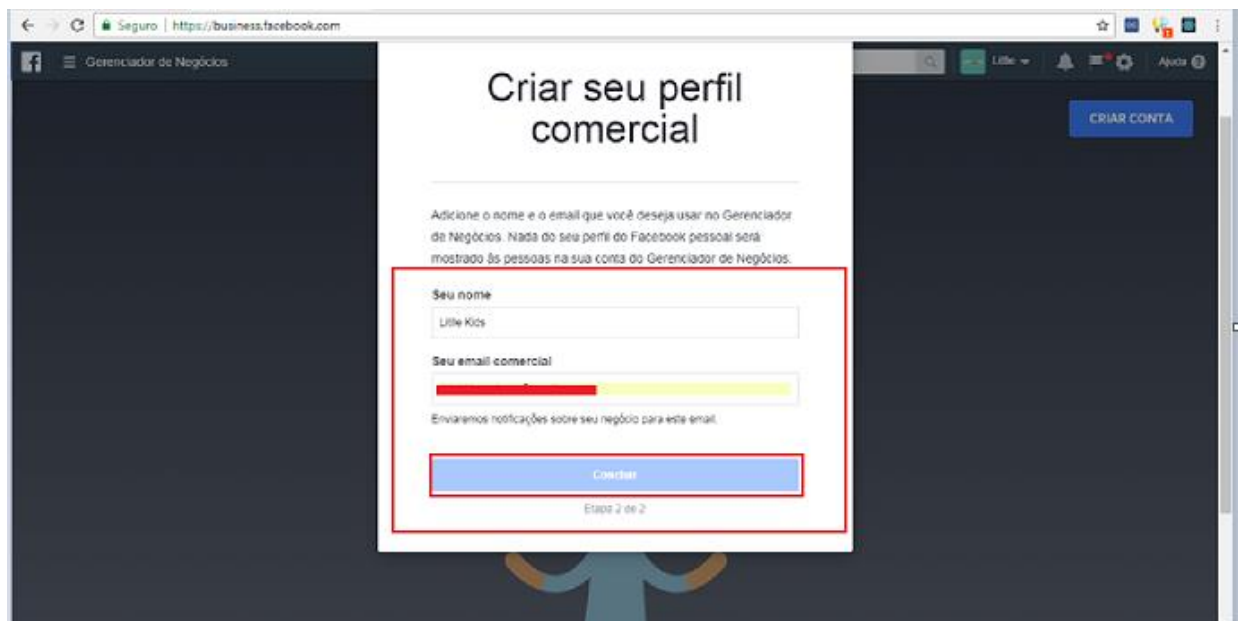 Seguro | https://business.facebook.com
f Gerenciador de Negócios
Little
Ajuda
CRIAR CONTA
Criar seu perfil
comercial
Adicione o nome e o email que você deseja usar no Gerenciador
de Negócios. Nada do seu perfil do Facebook pessoal será
mostrado às pessoas na sua conta do Gerenciador de Negócios.
Seu nome
Little Kids
Seu email comercial
Enviaremos notificações sobre seu negócio para este email.
Concluir
Etapa 2 de 2